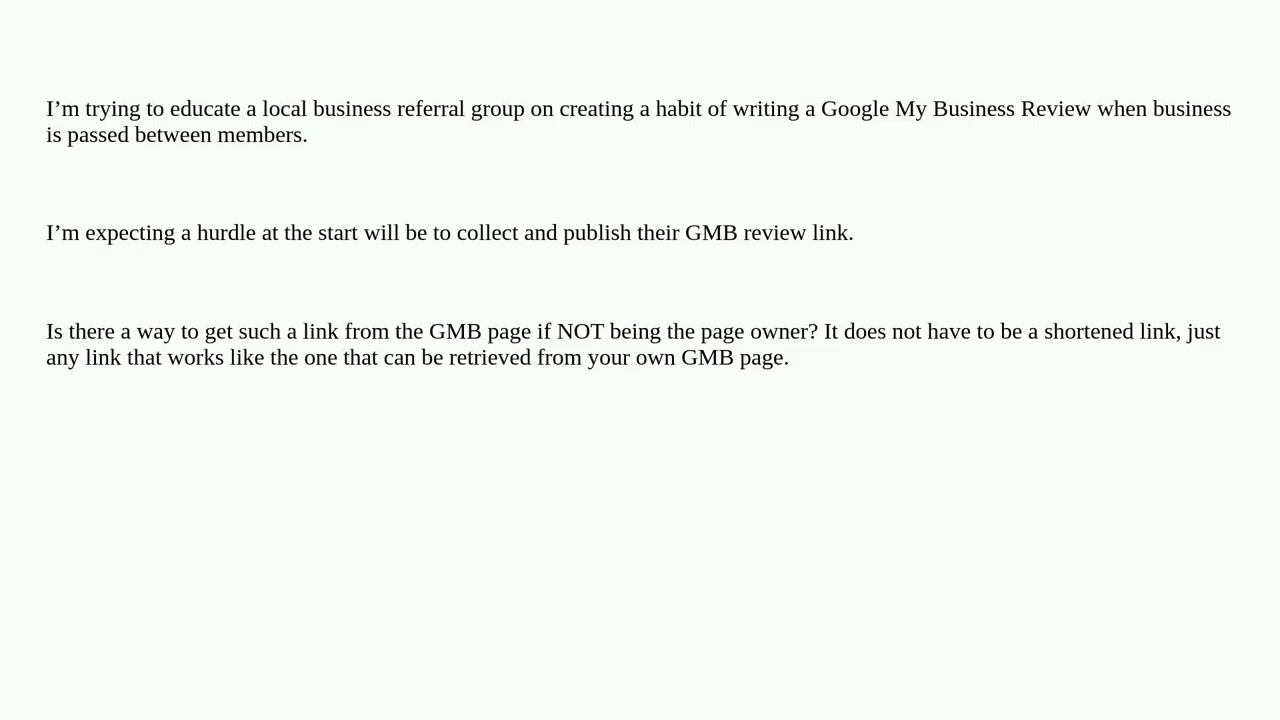 I’m trying to educate a local business referral group on creating a habit of writing a Google My Business Review when business
is passed between members.
I’m expecting a hurdle at the start will be to collect and publish their GMB review link.
Is there a way to get such a link from the GMB page if NOT being the page owner? It does not have to be a shortened link, just
any link that works like the one that can be retrieved from your own GMB page.